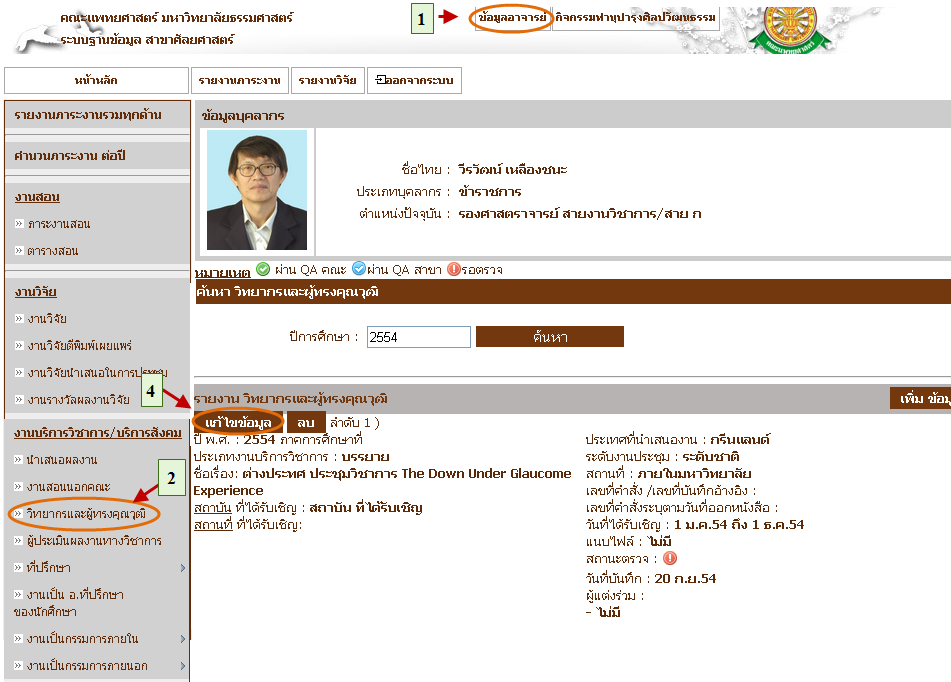 คณะแพทยศาสตร์ มหาวิทยาลัยธรรมศาสตร์
ระบบฐานข้อมูล สาขาศัลยศาสตร์
1
ข้อมูลอาจารย์
กิจกรรมทำนุบำรุงศิลปวัฒนธรรม
คณะแพทยศาสตร์
หน้าหลัก
รายงานภาระงาน
รายงานวิจัย
ออกจากระบบ
รายงานภาระงานรวมทุกด้าน
คำนวนภาระงาน ต่อปี
งานสอน
ภาระงานสอน
ตารางสอน
งานวิจัย
งานวิจัย
งานวิจัยตีพิมพ์เผยแพร่
งานวิจัยนำเสนอในการประชุม
งานรางวัลผลงานวิจัย
4
งานบริการวิชาการ/บริการสังคม
นำเสนอผลงาน
งานสอนนอกคณะ
2
วิทยากรและผู้ทรงคุณวุฒิ
ผู้ประเมินผลงานทางวิชาการ
ที่ปรึกษา
งานเป็น อ.ที่ปรึกษา
ของนักศึกษา
งานเป็นกรรมการภายใน
งานเป็นกรรมการภายนอก
ข้อมูลบุคลากร
ชื่อไทย : วีรวัฒน์ เหลืองชนะ
ประเภทบุคลากร : ข้าราชการ
ตำแหน่งปัจจุบัน : รองศาสตราจารย์ สายงานวิชาการ/สาย ก
หมายเหตุ ผ่าน QA คณะ ผ่าน QA สาขา รอตรวจ
ค้นหา วิทยากรและผู้ทรงคุณวุฒิ
ปีการศึกษา : 2554 ค้นหา
รายงาน วิทยากรและผู้ทรงคุณวุฒิ
เพิ่ม
แก้ไขข้อมูล ลบ ลำดับ 1 )
ปี พ.ศ. : 2554 ภาคการศึกษาที่
ประเภทงานบริการวิชาการ : บรรยาย
ชื่อเรื่อง: ต่างประทศ ประชุมวิชาการ The Down Under Glaucome
Experience
สถาบัน ที่ได้รับเชิญ : สถาบัน ที่ได้รับเชิญ
สถานที่ ที่ได้รับเชิญ:
ประเทศที่นำเสนองาน : กรีนแลนด์
ระดับงานประชุม : ระดับชาติ
สถานที่ : ภายในมหาวิทยาลัย
เลขที่คำสั่ง /เลขที่บันทึกอ้างอิง :
เลขที่คำสั่งระบุตามวันที่ออกหนังสือ :
วันที่ได้รับเชิญ : 1 ม.ค.54 ถึง 1 ธ.ค.54
แนบไฟล์ : ไม่มี
สถานะตรวจ :
วันที่บันทึก : 20 ก.ย.54
ผู้แต่งร่วม :
- ไม่มี